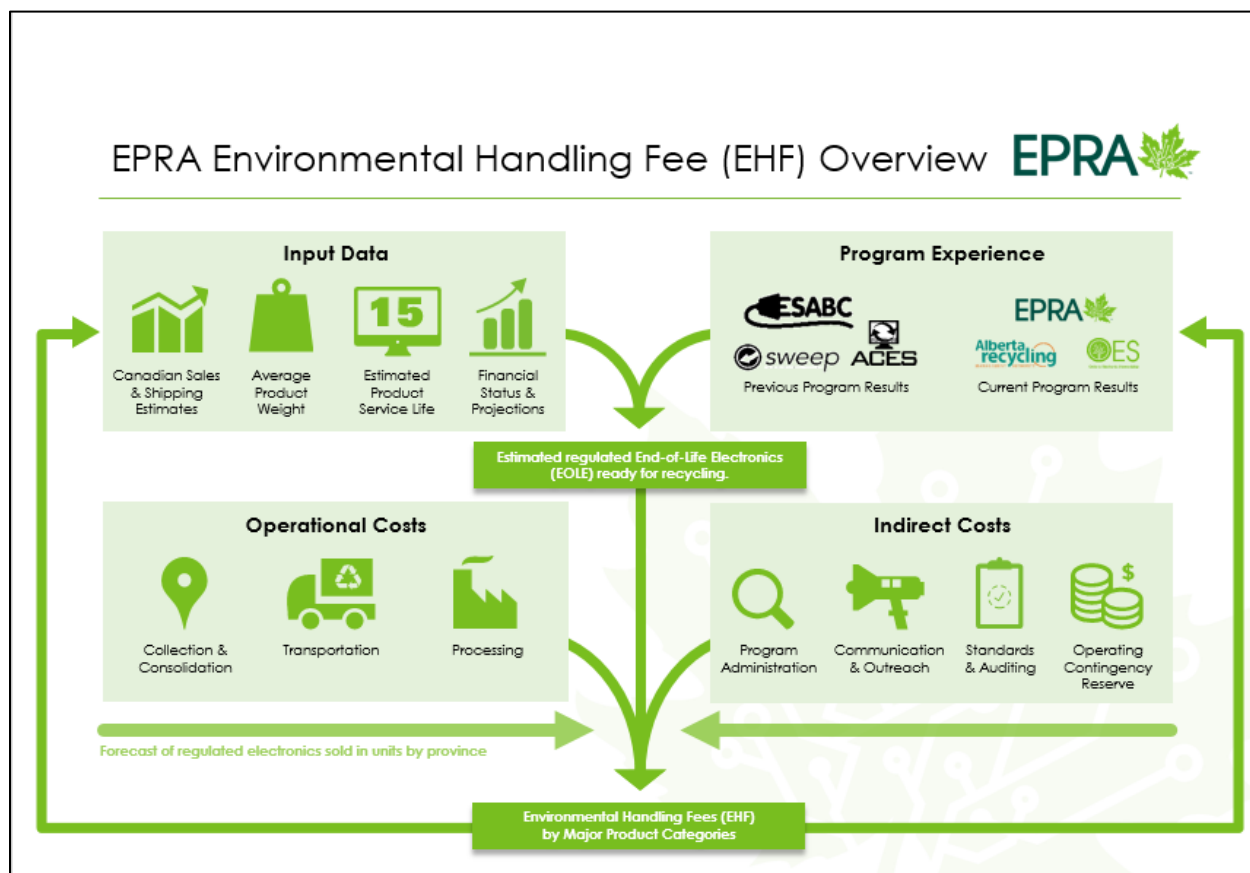 EPRA Environmental Handling Fee (EHF) Overview
EPRA
Input Data
15
Canadian Sales
& Shipping
Estimates
Average
Product
Weight
Estimated
Product
Service Life
Financial
Status &
Projections
Program Experience
ESABC
sweep
ACES
Previous Program Results
EPRA
Alberta
recycling
OES
Current Program Results
Estimated regulated End-of-Life Electronics
(EOLE) ready for recycling.
Operational Costs
Collection &
Consolidation
Transportation
Processing
Indirect Costs
$
Program
Administration
Communication
& Outreach
Standards
& Auditing
Operating
Contingency
Reserve
Forecast of regulated electronics sold in units by province
Environmental Handling Fees (EHF)
by Major Product Categories